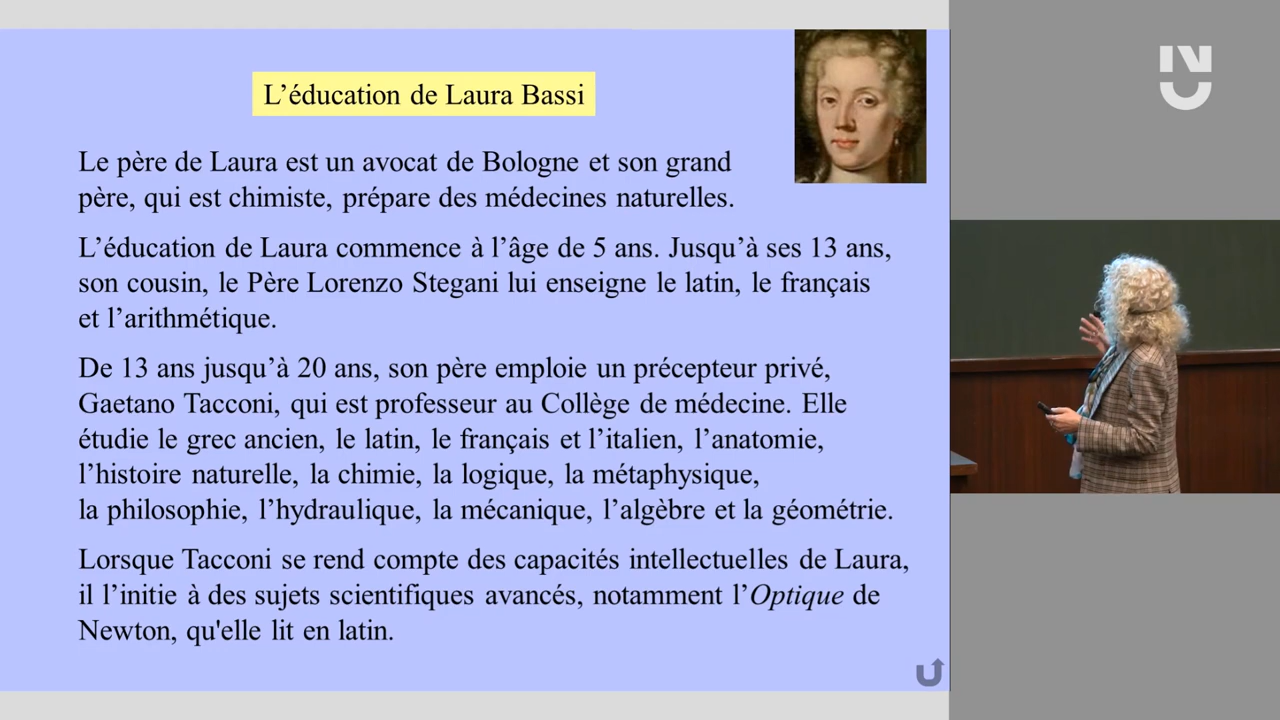 L’éducation de Laura Bassi
Le père de Laura est un avocat de Bologne et son grand
père, qui est chimiste, prépare des médecines naturelles.
L’éducation de Laura commence à l’âge de 5 ans. Jusqu’à ses 13 ans,
son cousin, le Père Lorenzo Stegani lui enseigne le latin, le français
et l’arithmétique.
De 13 ans jusqu’à 20 ans, son père emploie un précepteur privé,
Gaetano Tacconi, qui est professeur au Collège de médecine. Elle
étudie le grec ancien, le latin, le français et l’italien, l’anatomie,
l’histoire naturelle, la chimie, la logique, la métaphysique,
la philosophie, l’hydraulique, la mécanique, l’algèbre et la géométrie.
Lorsque Tacconi se rend compte des capacités intellectuelles de Laura,
il l’initie à des sujets scientifiques avancés, notamment l’Optique de
Newton, qu'elle lit en latin.